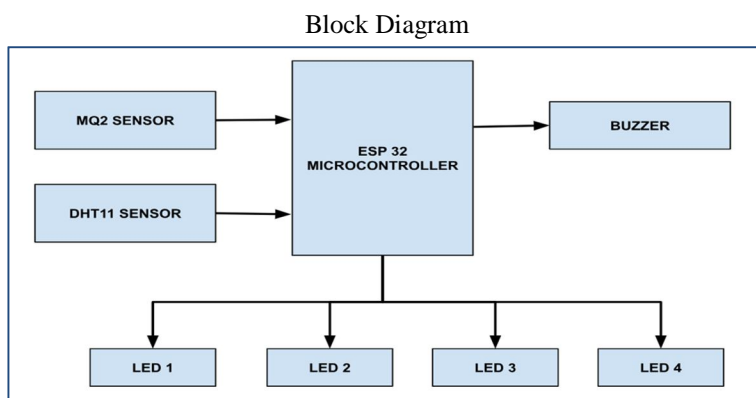 Block Diagram
MQ2 SENSOR
ESP 32
MICROCONTROLLER
BUZZER
DHT11 SENSOR
LED 1
LED 2
LED 3
LED 4